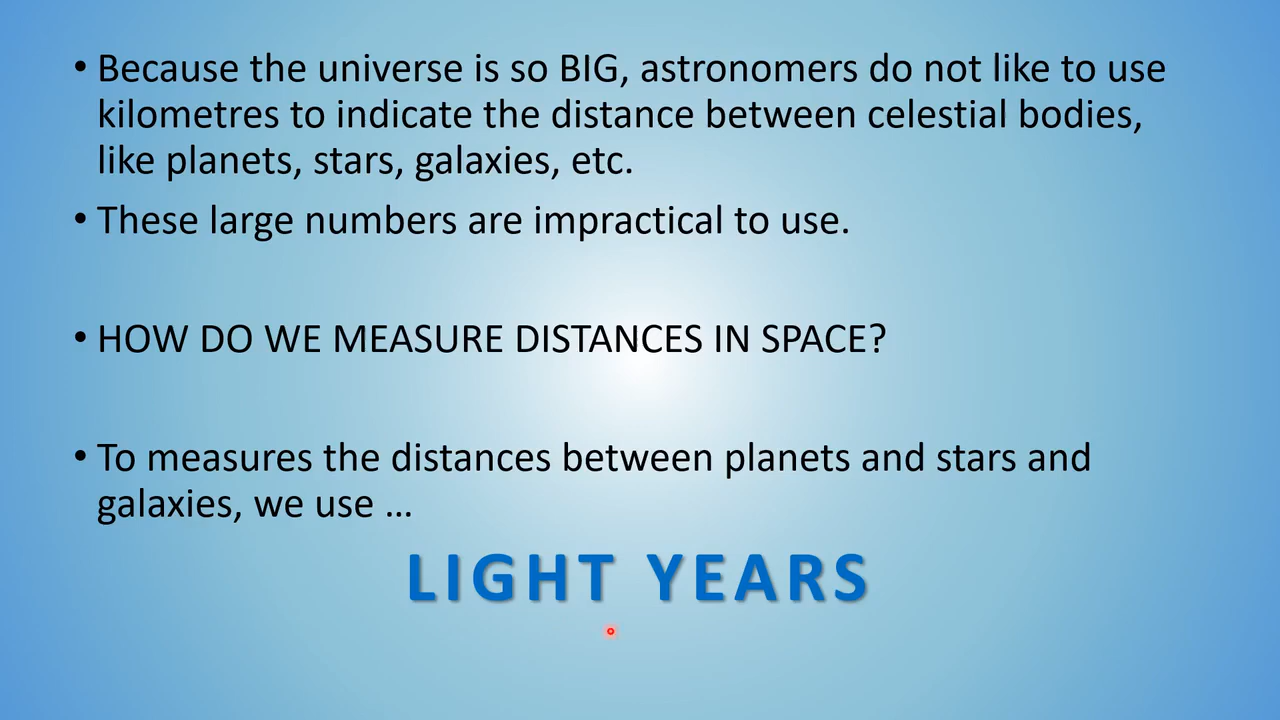 • Because the universe is so BIG, astronomers do not like to use
kilometres to indicate the distance between celestial bodies,
like planets, stars, galaxies, etc.
• These large numbers are impractical to use.
• HOW DO WE MEASURE DISTANCES IN SPACE?
• To measures the distances between planets and stars and
galaxies, we use ...
LIGHT YEARS